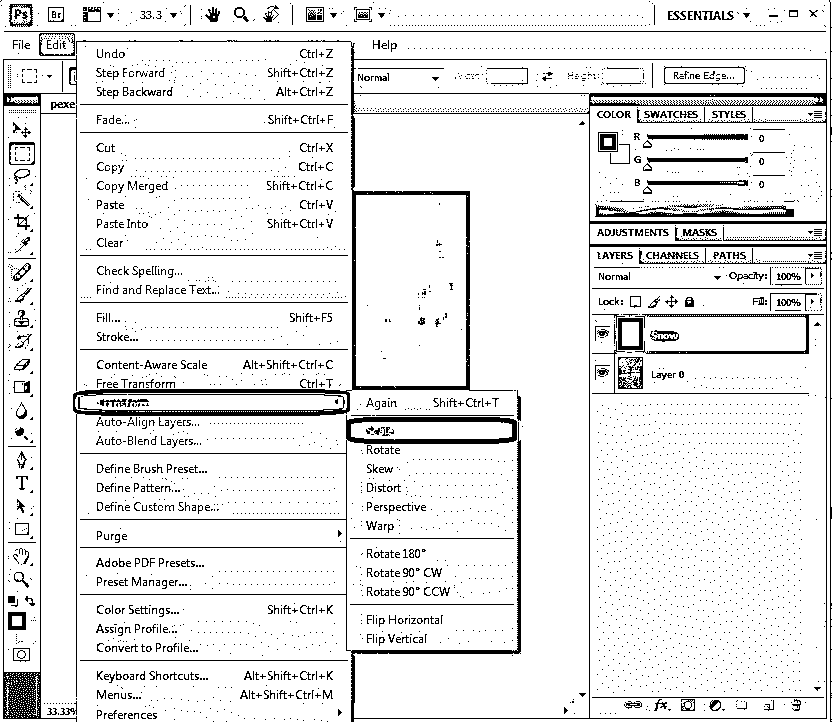 Ps Br 33.3 ESSENTIALS
File Edit Help
Normal Width: Height: Refine Edge...
pexe
Undo Ctrl+Z
Step Forward Shift+Ctrl+Z
Step Backward Alt+Ctrl+Z
Fade... Shift+Ctrl+F
Cut Ctrl+X
Copy Ctrl+C
Copy Merged Shift+Ctrl+C
Paste Ctrl+V
Paste Into Shift+Ctrl+V
Clear
Check Spelling...
Find and Replace Text...
Fill... Shift+F5
Stroke...
Content-Aware Scale Alt+Shift+Ctrl+C
Free Transform Ctrl+T
Auto-Align Layers...
Auto-Blend Layers...
Define Brush Preset...
Define Pattern...
Define Custom Shape...
Purge
Adobe PDF Presets...
Preset Manager...
Color Settings... Shift+Ctrl+K
Assign Profile...
Convert to Profile...
Keyboard Shortcuts... Alt+Shift+Ctrl+K
Menus... Alt+Shift+Ctrl+M
Preferences
33.33%
Again Shift+Ctrl+T
Rotate
Skew
Distort
Perspective
Warp
Rotate 180°
Rotate 90° CW
Rotate 90° CCW
Flip Horizontal
Flip Vertical
COLOR SWATCHES STYLES
R 0
G 0
B 0
ADJUSTMENTS MASKS
LAYERS CHANNELS PATHS
Normal Opacity: 100%
Lock: Fill: 100%
Snow
Layer 0
fx